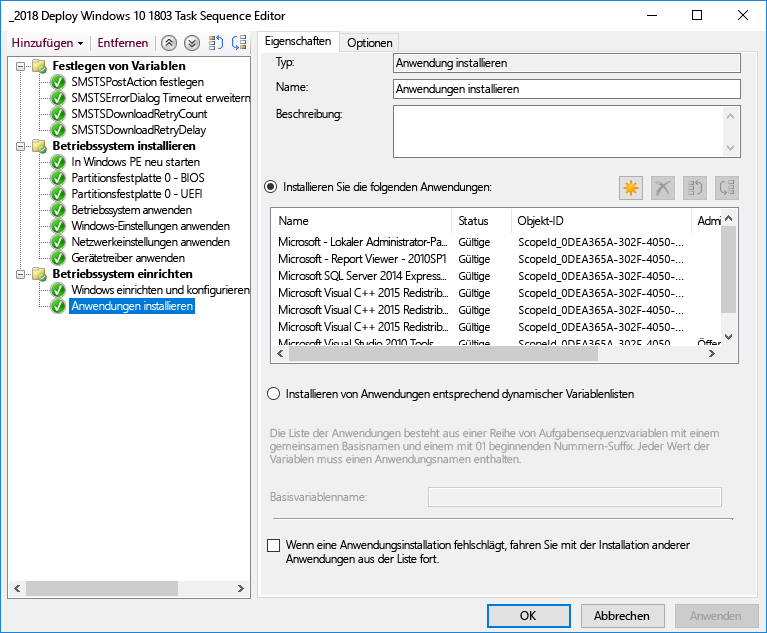 _2018 Deploy Windows 10 1803 Task Sequence Editor
Hinzufügen
Entfernen
Festlegen von Variablen
SMSTSPostAction festlegen
SMSTSErrorDialog Timeout erweitern
SMSTSDownloadRetryCount
SMSTSDownloadRetryDelay
Betriebssystem installieren
In Windows PE neu starten
Partitionsfestplatte 0 - BIOS
Partitionsfestplatte 0 - UEFI
Betriebssystem anwenden
Windows-Einstellungen anwenden
Netzwerkeinstellungen anwenden
Gerätetreiber anwenden
Betriebssystem einrichten
Windows einrichten und konfigurieren
Anwendungen installieren
Eigenschaften
Optionen
Typ: Anwendung installieren
Name: Anwendungen installieren
Beschreibung:
Installieren Sie die folgenden Anwendungen:
Name Status Objekt-ID Admi
Microsoft - Lokaler Administrator-Pa... Gültige ScopeId_0DEA365A-302F-4050-...
Microsoft - Report Viewer - 2010SP1 Gültige ScopeId_0DEA365A-302F-4050-...
Microsoft SQL Server 2014 Express... Gültige ScopeId_0DEA365A-302F-4050-...
Microsoft Visual C++ 2015 Redistrib... Gültige ScopeId_0DEA365A-302F-4050-...
Microsoft Visual C++ 2015 Redistrib... Gültige ScopeId_0DEA365A-302F-4050-...
Microsoft Visual C++ 2015 Redistrib... Gültige ScopeId_0DEA365A-302F-4050-...
Microsoft Visual Studio 2010 Tools Gültige ScopeId_0DEA365A-302F-4050-... Öffer
Installieren von Anwendungen entsprechend dynamischer Variablenlisten
Die Liste der Anwendungen besteht aus einer Reihe von Aufgabensequenzvariablen mit einem
gemeinsamen Basisnamen und einem mit 01 beginnenden Nummern-Suffix. Jeder Wert der
Variablen muss einen Anwendungsnamen enthalten.
Basisvariablenname:
Wenn eine Anwendungsinstallation fehlschlägt, fahren Sie mit der Installation anderer
Anwendungen aus der Liste fort.
OK
Abbrechen
Anwenden